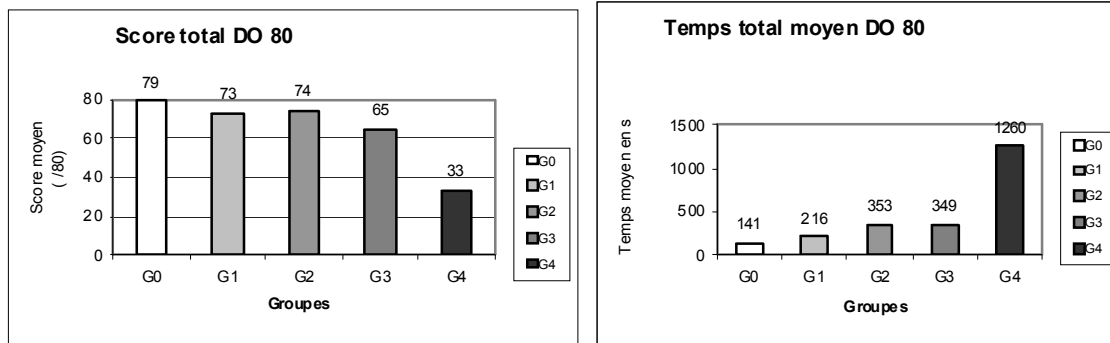 Score total DO 80
79
73
74
65
33
80
60
40
20
0
Score moyen
( /80)
G0
G1
G2
G3
G4
Groupes
G0
G1
G2
G3
G4
Temps total moyen DO 80
1500
1000
500
0
Temps moyen en s
141
216
353
349
1260
G0
G1
G2
G3
G4
Groupes
G0
G1
G2
G3
G4